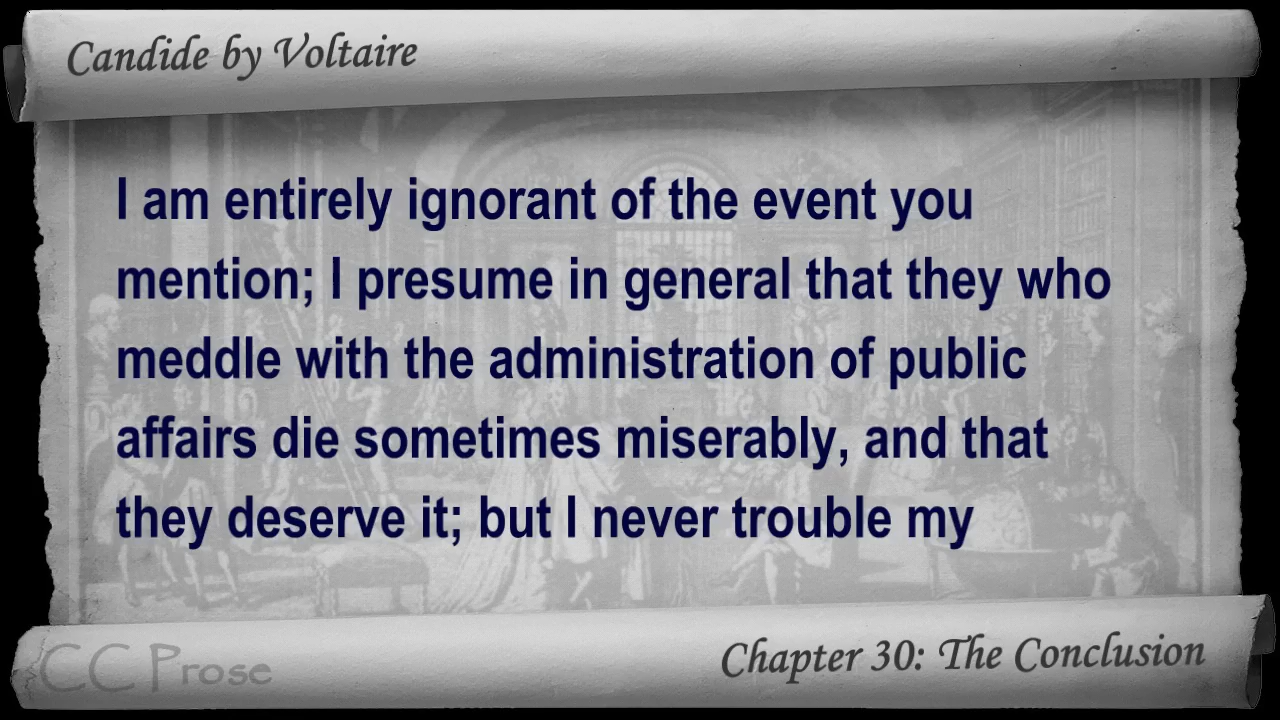 Candide by Voltaire
I am entirely ignorant of the event you
mention; I presume in general that they who
meddle with the administration of public
affairs die sometimes miserably, and that
they deserve it; but I never trouble my
CC Prose
Chapter 30: The Conclusion